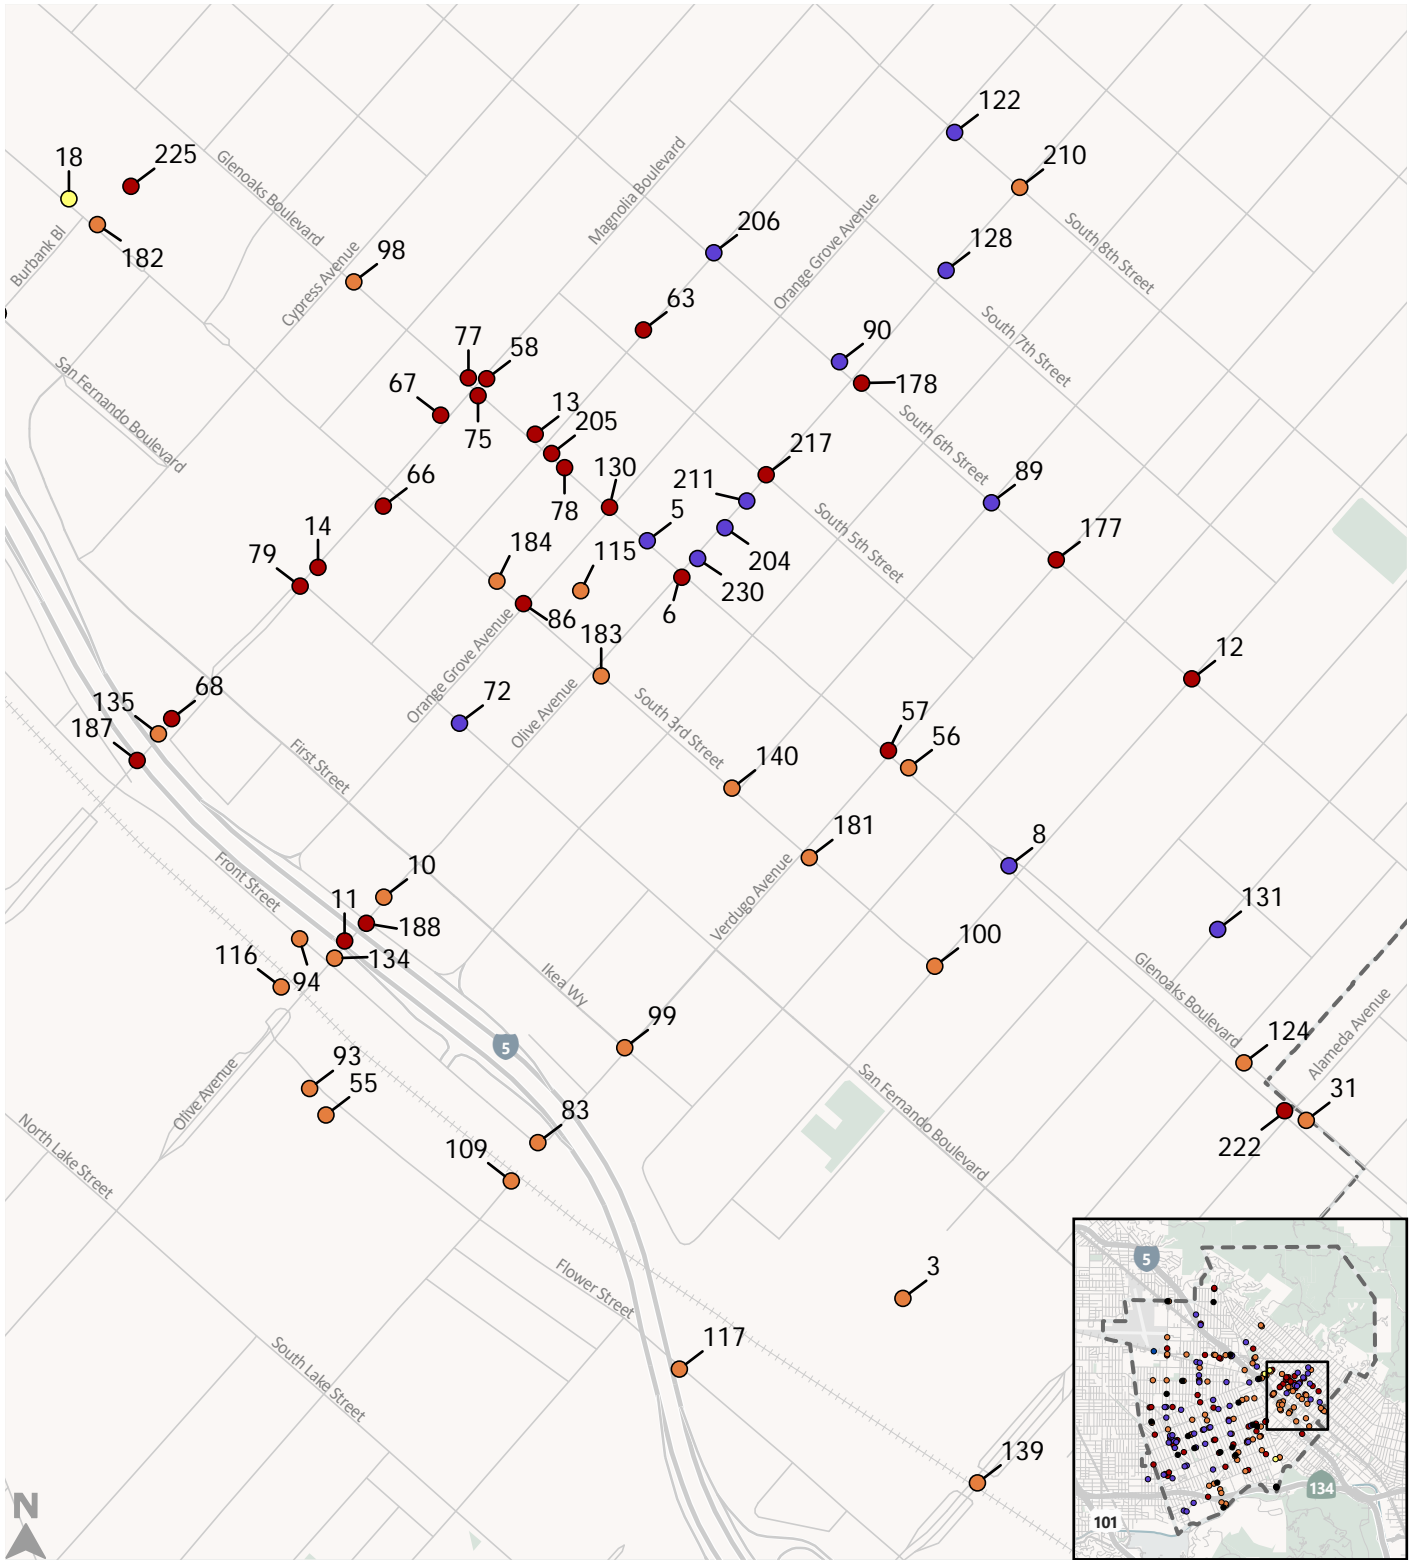 122
18
225
210
Glenoaks Boulevard
Magnolia Boulevard
206
Orange Grove Avenue
South 8th Street
128
Burbank Bl
182
98
Cypress Avenue
63
77
58
90
South 7th Street
San Fernando Boulevard
67
13
178
75
205
South 6th Street
217
66
130
211
89
78
5
South 5th Street
14
184
115
204
177
79
230
86
6
183
Orange Grove Avenue
12
135
68
72
Olive Avenue
South 3rd Street
187
57
56
First Street
140
181
8
Front Street
10
Verdugo Avenue
11
188
131
116
94
134
100
Ikea Wy
Glenoaks Boulevard
99
5
124
Alameda Avenue
93
55
Olive Avenue
83
San Fernando Boulevard
31
North Lake Street
109
222
3
Flower Street
117
South Lake Street
139
N
5
134
101